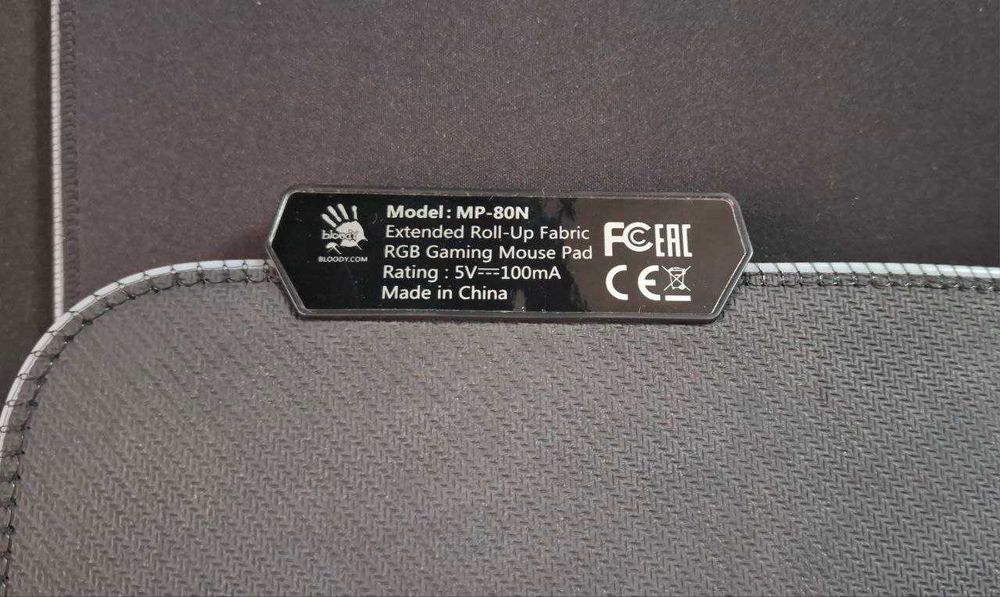 bloody
BLOODY.COM
Model: MP-80N
Extended Roll-Up Fabric
RGB Gaming Mouse Pad
Rating : 5V⎓100mA
Made in China
FC EAC
CE